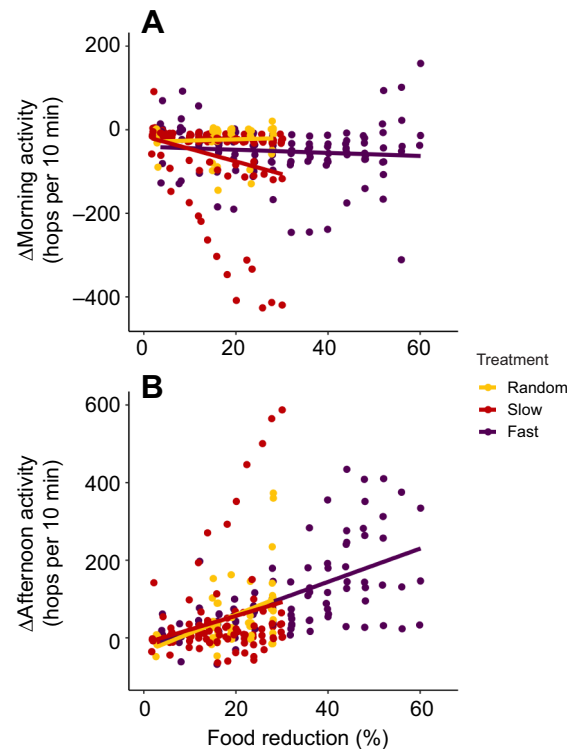 A
200
0
–200
–400
ΔMorning activity
(hops per 10 min)
0
20
40
60
Treatment
Random
Slow
Fast
B
600
400
200
0
ΔAfternoon activity
(hops per 10 min)
0
20
40
60
Food reduction (%)